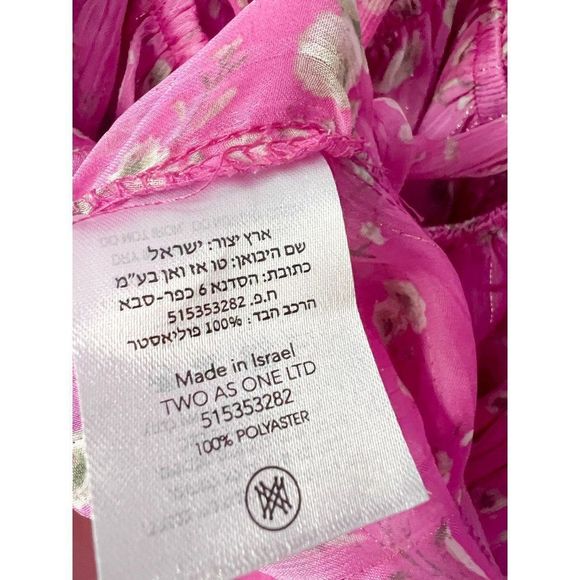 ארץ יצור: ישראל
שם היבואן: טו אז וואן בע"מ
כתובת: הסדנא 6 כפר-סבא
ח.פ. 515353282
הרכב הבד: 100% פוליאסטר
Made in Israel
TWO AS ONE LTD
515353282
100% POLYASTER